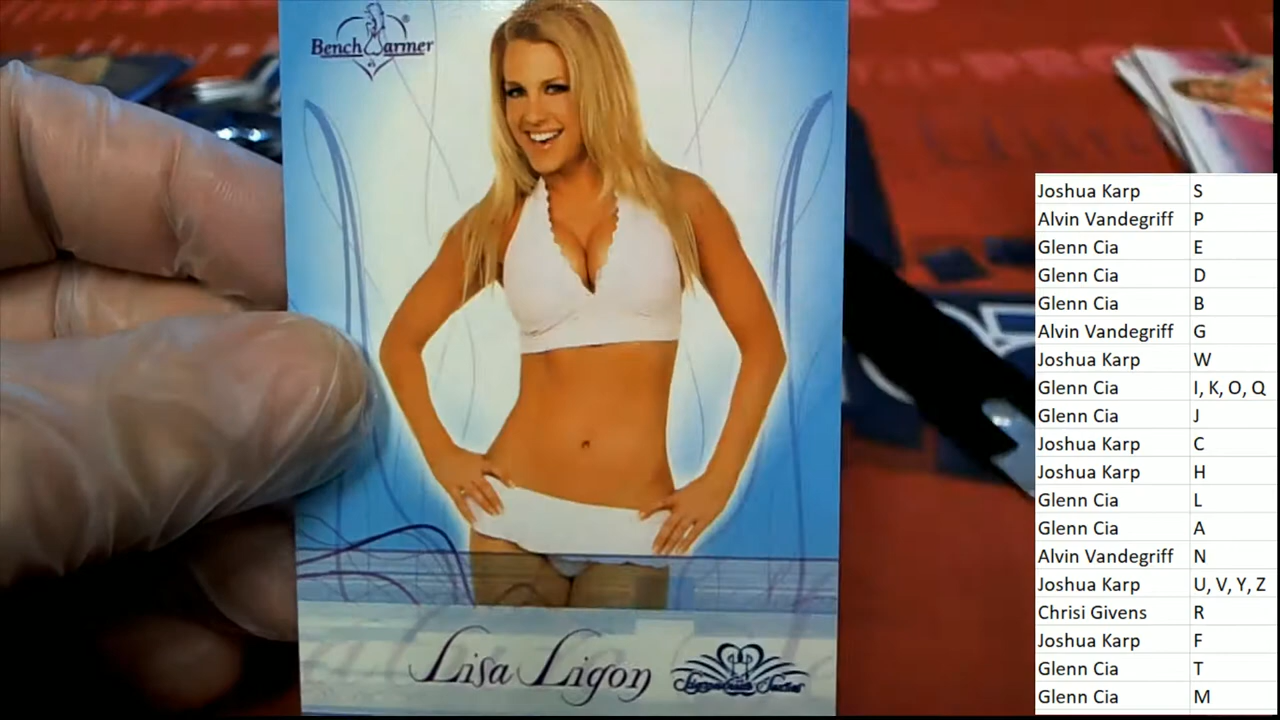 BenchWarmer
Lisa Ligon
Signature Series
Joshua Karp S
Alvin Vandegriff P
Glenn Cia E
Glenn Cia D
Glenn Cia B
Alvin Vandegriff G
Joshua Karp W
Glenn Cia I, K, O, Q
Glenn Cia J
Joshua Karp C
Joshua Karp H
Glenn Cia L
Glenn Cia A
Alvin Vandegriff N
Joshua Karp U, V, Y, Z
Chrisi Givens R
Joshua Karp F
Glenn Cia T
Glenn Cia M